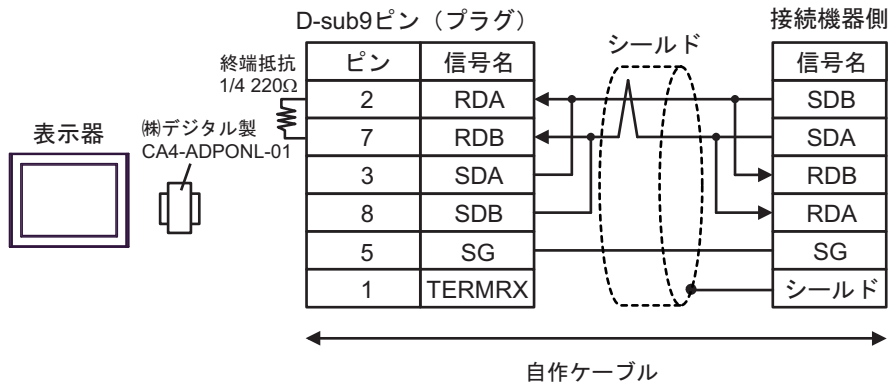 D-sub9ピン（プラグ）
接続機器側
シールド
終端抵抗
1/4 220Ω
表示器
㈱デジタル製
CA4-ADPONL-01
ピン 信号名 信号名
2 RDA SDB
7 RDB SDA
3 SDA RDB
8 SDB RDA
5 SG SG
1 TERMRX シールド
自作ケーブル